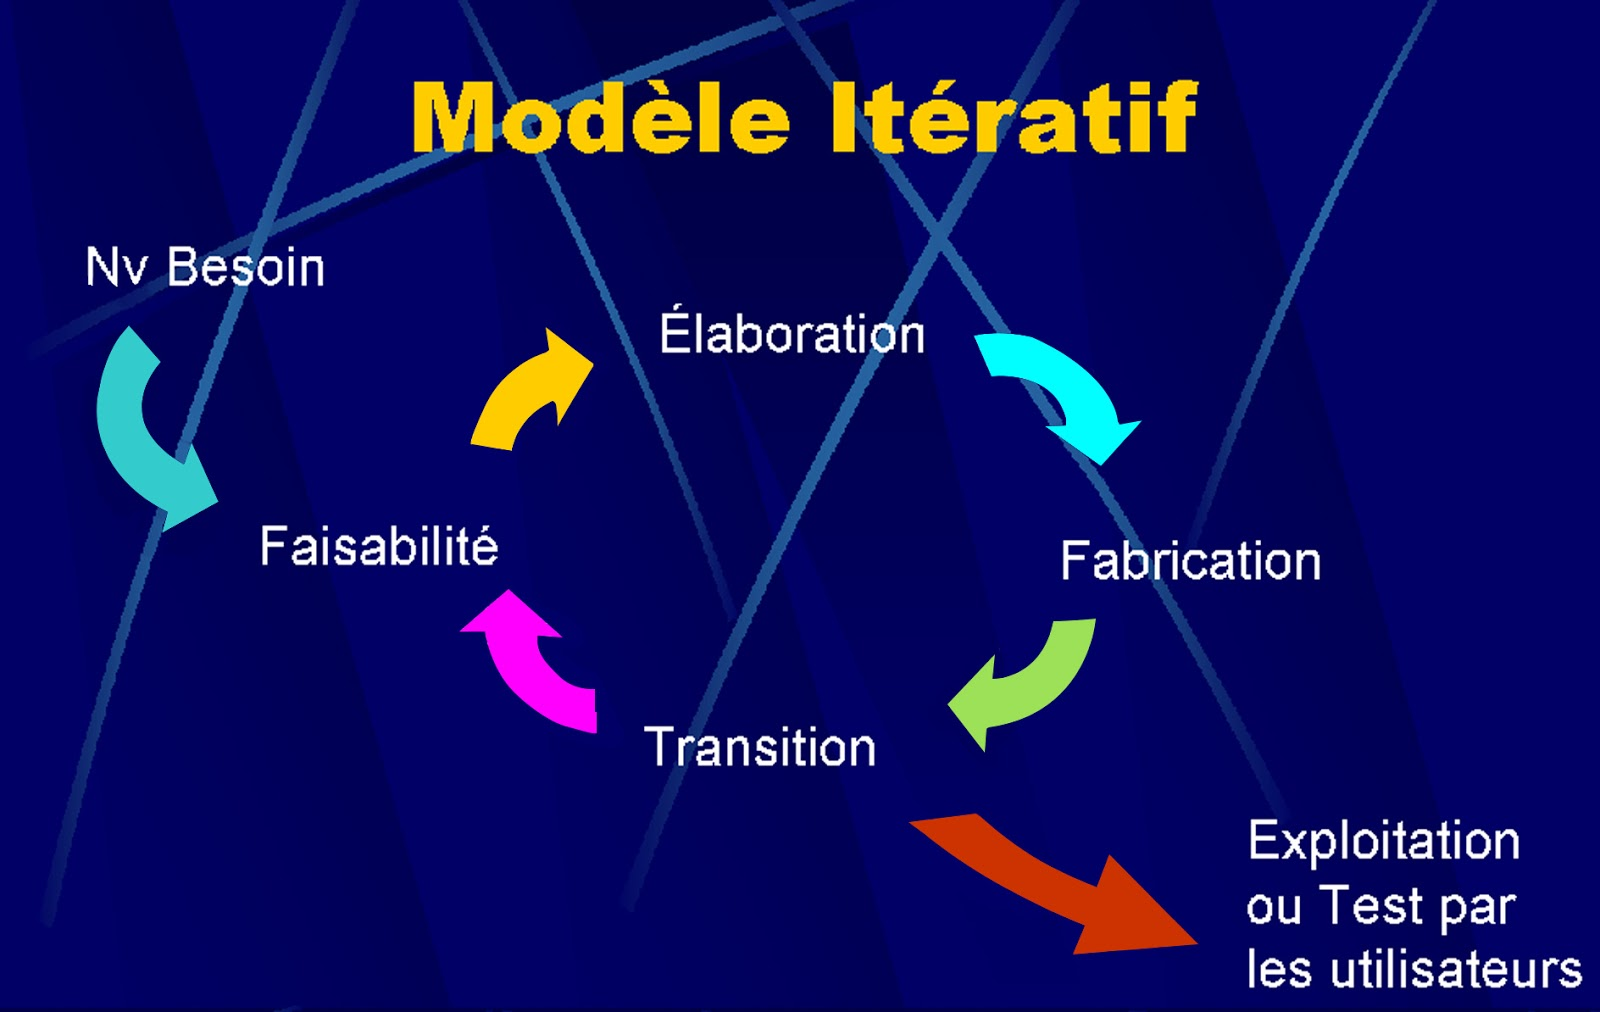 Modèle Itératif
Nv Besoin
Élaboration
Faisabilité
Fabrication
Transition
Exploitation
ou Test par
les utilisateurs